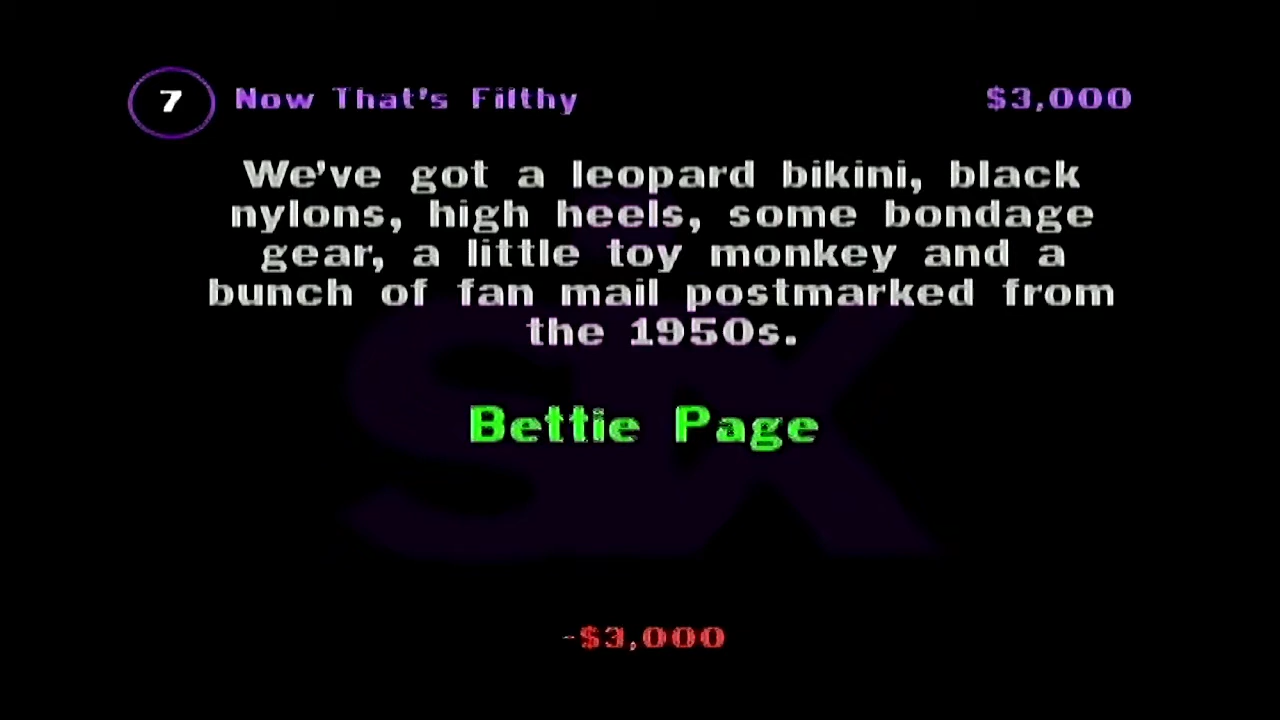 7 Now That's Filthy $3,000
We've got a leopard bikini, black
nylons, high heels, some bondage
gear, a little toy monkey and a
bunch of fan mail postmarked from
the 1950s.
Bettie Page
-$3,000